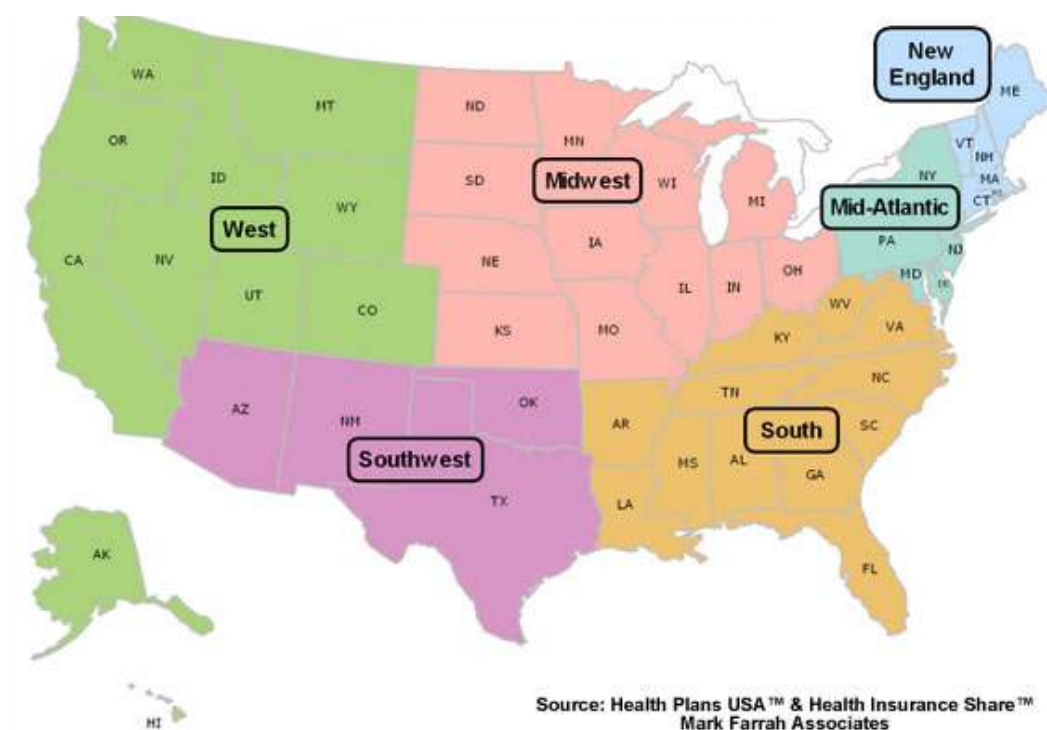 New
England
ME
WA
MT
ND
MN
VT
NH
OR
ID
SD
Midwest
WI
MI
NY
MA
CT
WY
West
Mid-Atlantic
CA
NV
NE
IA
PA
NJ
UT
CO
IL
IN
OH
MD
DE
KS
MO
WV
VA
KY
AZ
NM
OK
AR
TN
NC
Southwest
TX
South
SC
MS
AL
GA
LA
AK
FL
HI
Source: Health Plans USA™ & Health Insurance Share™
Mark Farrah Associates